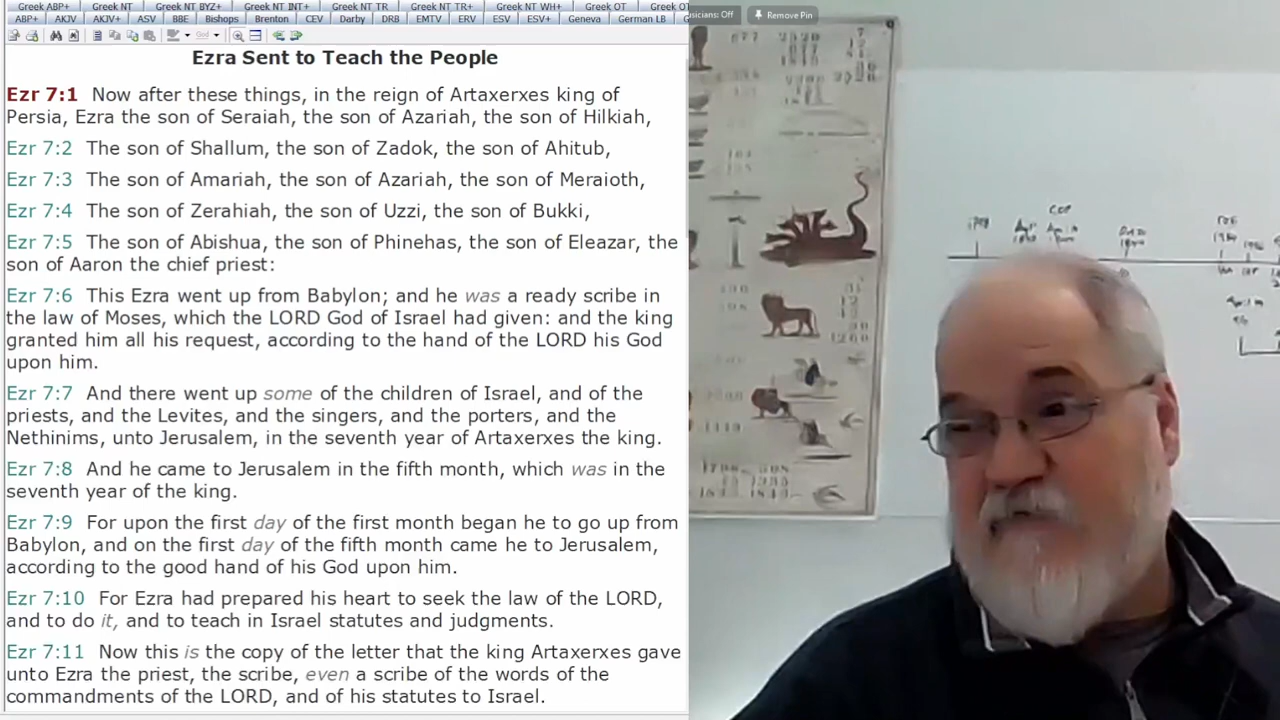 Greek ABP+ Greek NT Greek NT BYZ+ Greek NT INT+ Greek NT TR Greek NT TR+ Greek NT WH+ Greek OT Greek
ABP+ AKJV AKJV+ ASV BBE Bishops Brenton CEV Darby DRB EMTV ERV ESV ESV+ Geneva German LB
sicians: Off Remove Pin
Ezra Sent to Teach the People
Ezr 7:1 Now after these things, in the reign of Artaxerxes king of
Persia, Ezra the son of Seraiah, the son of Azariah, the son of Hilkiah,
Ezr 7:2 The son of Shallum, the son of Zadok, the son of Ahitub,
Ezr 7:3 The son of Amariah, the son of Azariah, the son of Meraioth,
Ezr 7:4 The son of Zerahiah, the son of Uzzi, the son of Bukki,
Ezr 7:5 The son of Abishua, the son of Phinehas, the son of Eleazar, the
son of Aaron the chief priest:
Ezr 7:6 This Ezra went up from Babylon; and he was a ready scribe in
the law of Moses, which the LORD God of Israel had given: and the king
granted him all his request, according to the hand of the LORD his God
upon him.
Ezr 7:7 And there went up some of the children of Israel, and of the
priests, and the Levites, and the singers, and the porters, and the
Nethinims, unto Jerusalem, in the seventh year of Artaxerxes the king.
Ezr 7:8 And he came to Jerusalem in the fifth month, which was in the
seventh year of the king.
Ezr 7:9 For upon the first day of the first month began he to go up from
Babylon, and on the first day of the fifth month came he to Jerusalem,
according to the good hand of his God upon him.
Ezr 7:10 For Ezra had prepared his heart to seek the law of the LORD,
and to do it, and to teach in Israel statutes and judgments.
Ezr 7:11 Now this is the copy of the letter that the king Artaxerxes gave
unto Ezra the priest, the scribe, even a scribe of the words of the
commandments of the LORD, and of his statutes to Israel.